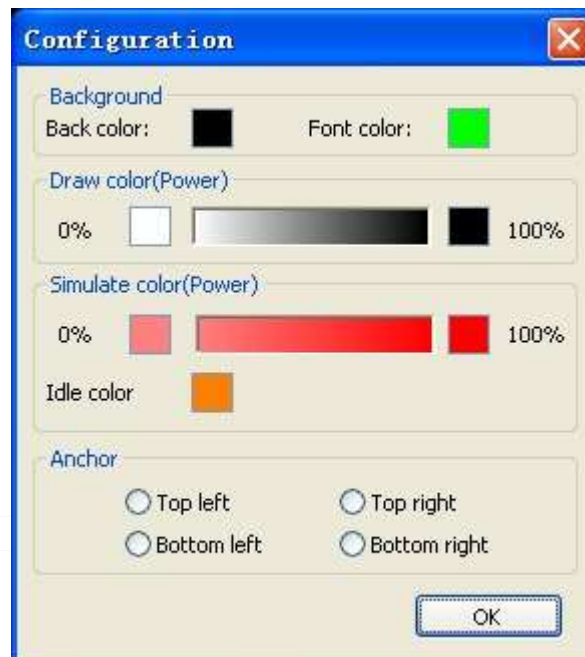 Configuration
Background
Back color: Font color:
Draw color(Power)
0% 100%
Simulate color(Power)
0% 100%
Idle color
Anchor
Top left Top right
Bottom left Bottom right
OK